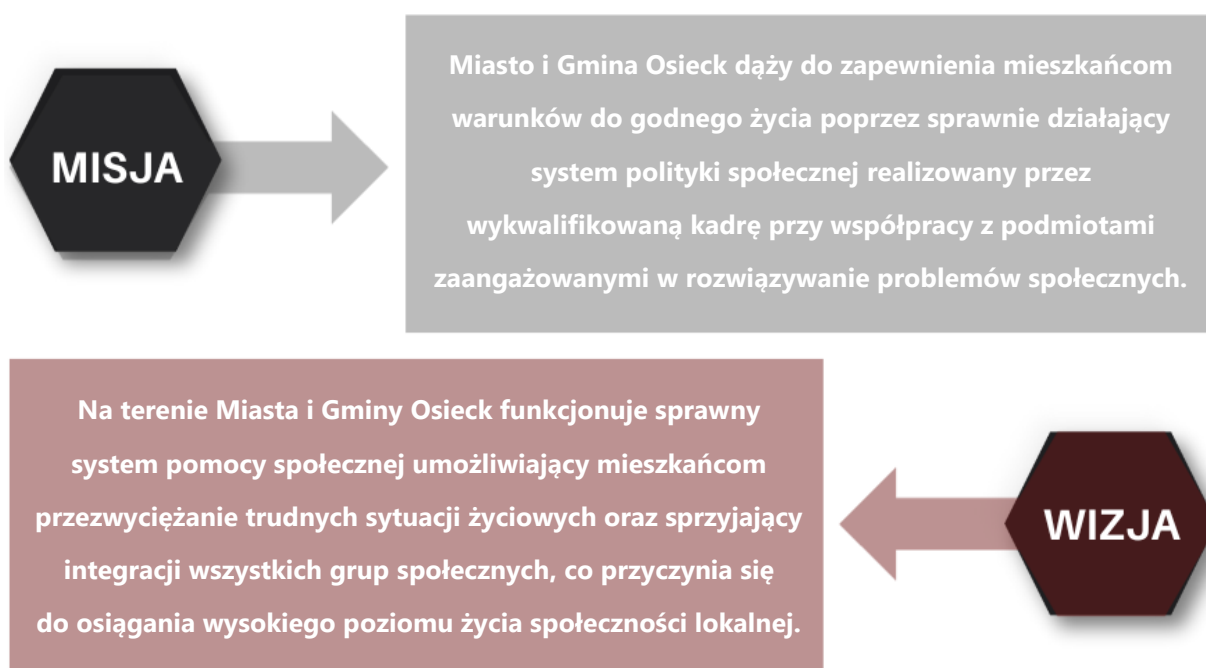 MISJA
Miasto i Gmina Osieck dąży do zapewnienia mieszkańcom
warunków do godnego życia poprzez sprawnie działający
system polityki społecznej realizowany przez
wykwalifikowaną kadrę przy współpracy z podmiotami
zaangażowanymi w rozwiązywanie problemów społecznych.
Na terenie Miasta i Gminy Osieck funkcjonuje sprawny
system pomocy społecznej umożliwiający mieszkańcom
przezwyciężanie trudnych sytuacji życiowych oraz sprzyjający
integracji wszystkich grup społecznych, co przyczynia się
do osiągania wysokiego poziomu życia społeczności lokalnej.
WIZJA